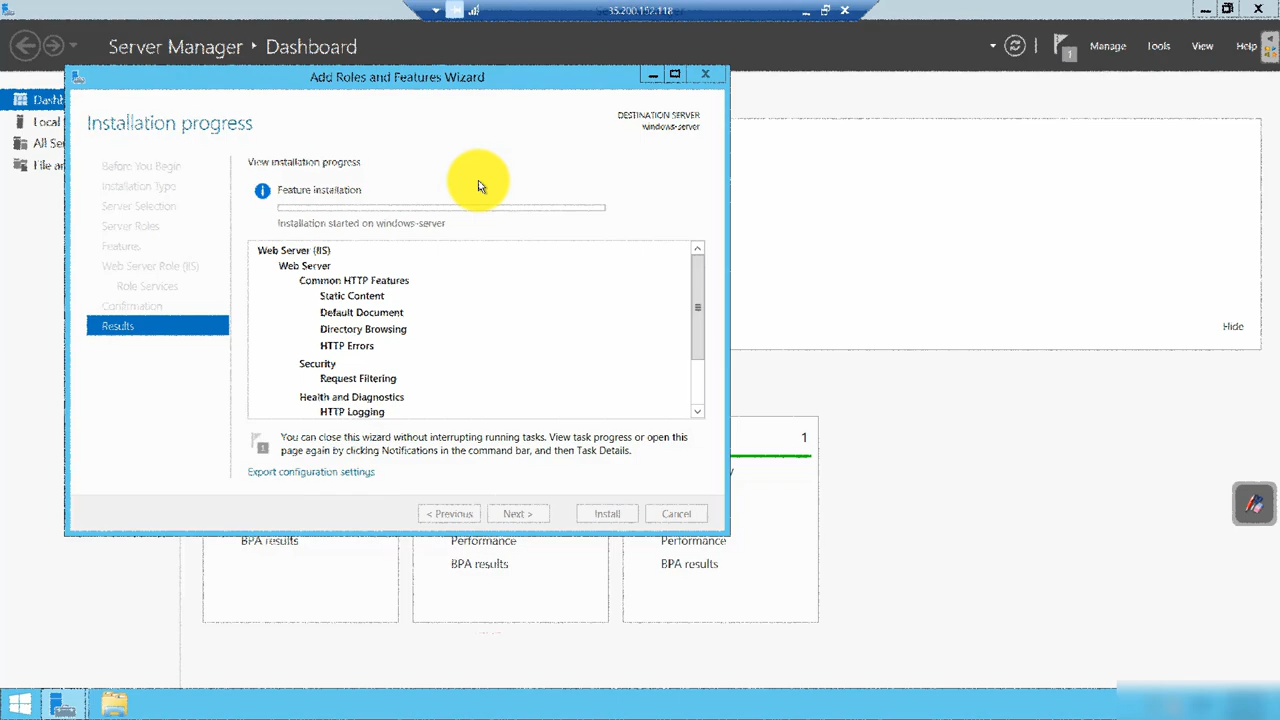 35.200.152.118
Server Manager ‣ Dashboard
1
Manage
Tools
View
Help
Add Roles and Features Wizard
Local
Installation progress
DESTINATION SERVER
windows-server
Before You Begin
Installation Type
Server Selection
Server Roles
Features
Web Server Role (IIS)
Role Services
Confirmation
Results
View installation progress
Feature installation
Installation started on windows-server
Web Server (IIS)
Web Server
Common HTTP Features
Static Content
Default Document
Directory Browsing
HTTP Errors
Security
Request Filtering
Health and Diagnostics
HTTP Logging
1
You can close this wizard without interrupting running tasks. View task progress or open this
page again by clicking Notifications in the command bar, and then Task Details.
Export configuration settings
< Previous
Next >
Install
Cancel
Hide
1
BPA results
Performance
BPA results
Performance
BPA results